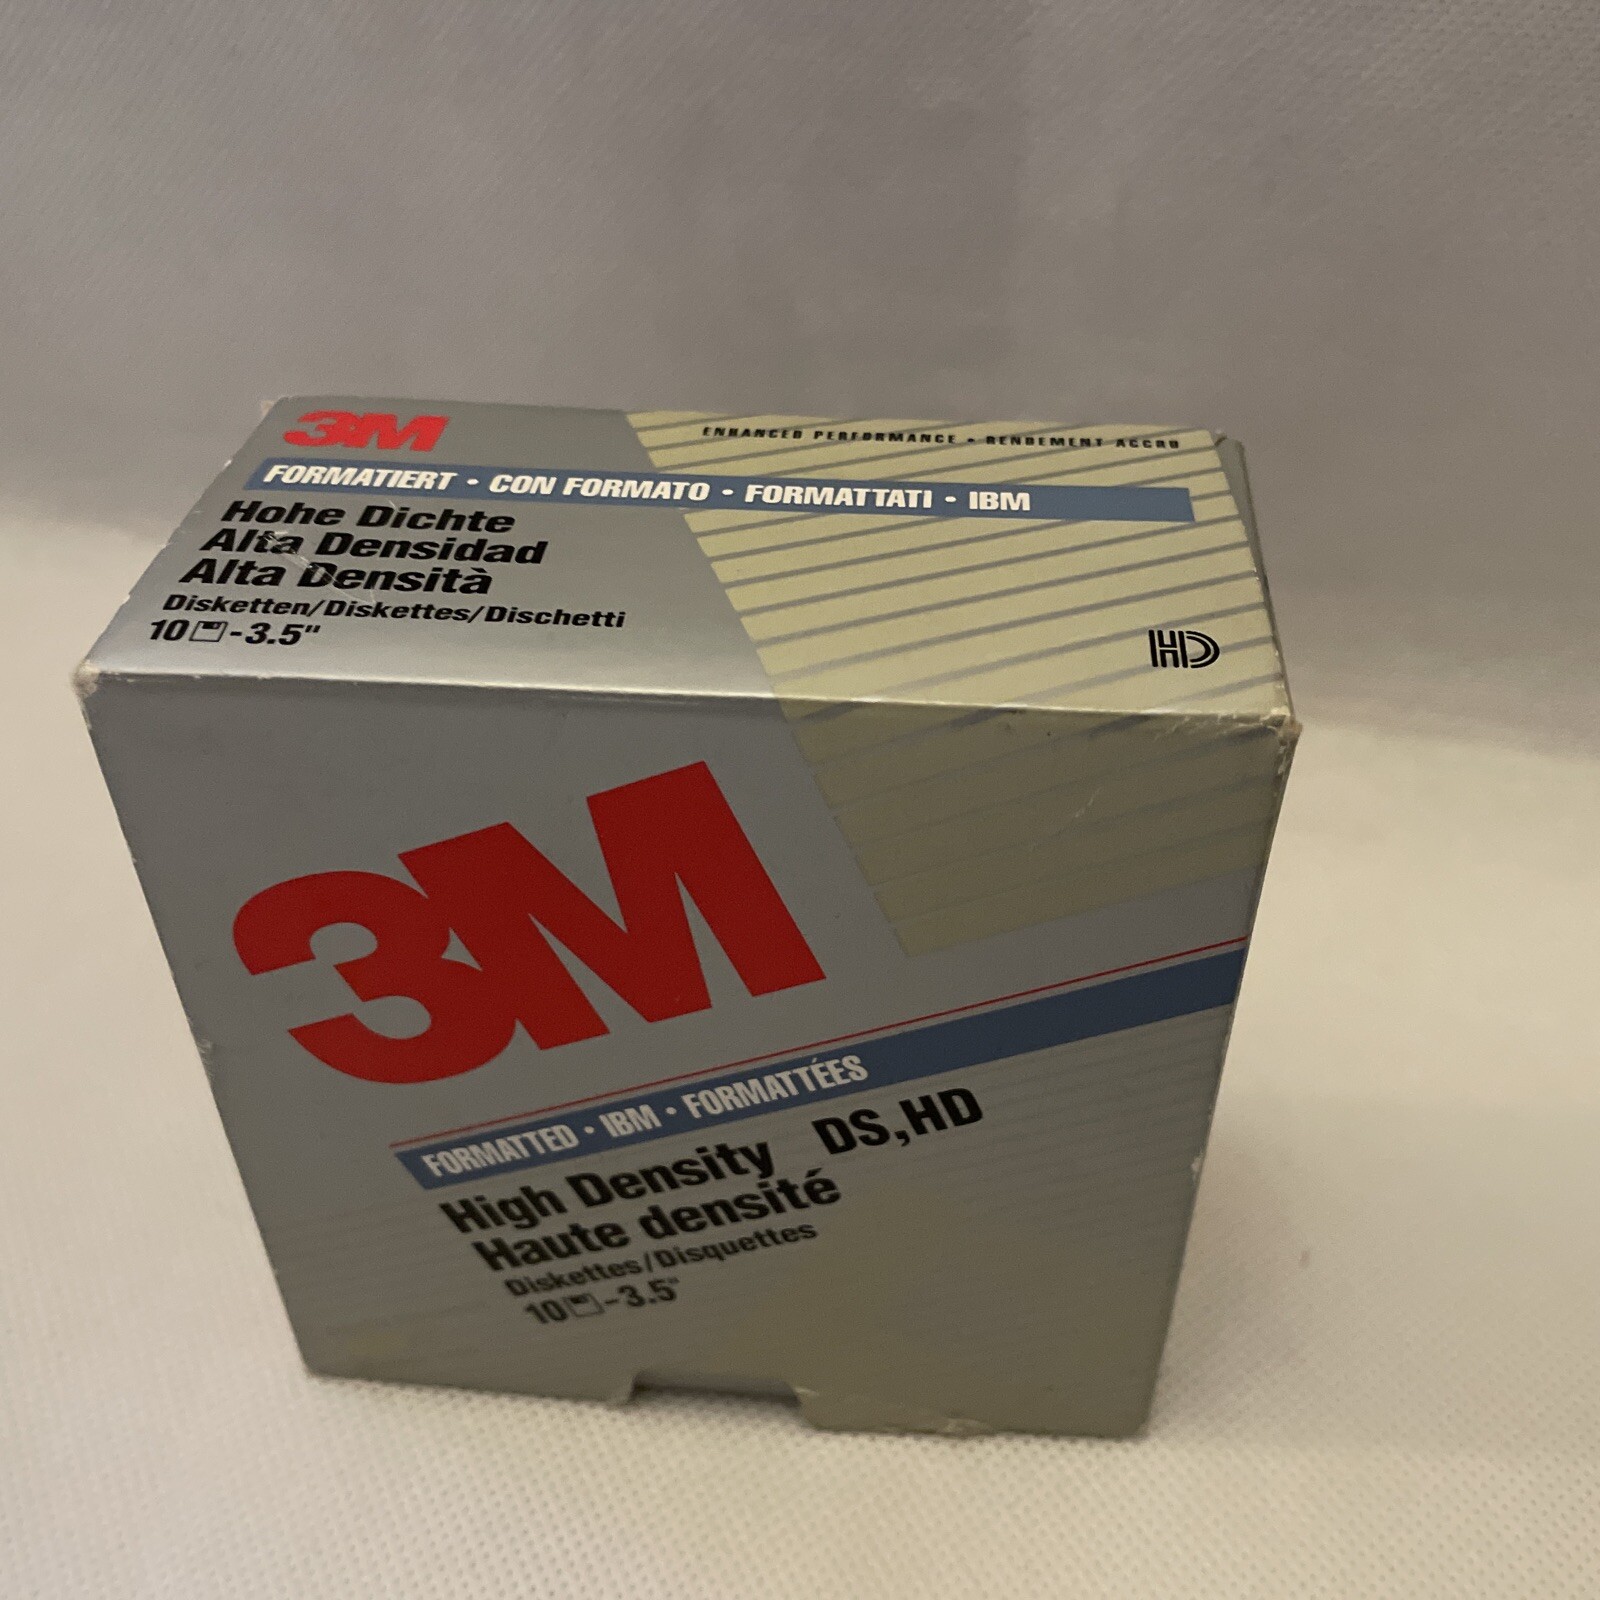 3M
ENHANCED PERFORMANCE • RENDEMENT ACCRU
FORMATIERT • CON FORMATO • FORMATTATI • IBM
Hohe Dichte
Alta Densidad
Alta Densità
Disketten/Diskettes/Dischetti
10 - 3.5"
HD
3M
FORMATTED • IBM • FORMATTÉES
High Density DS,HD
Haute densité
Diskettes/Disquettes
10 - 3.5"